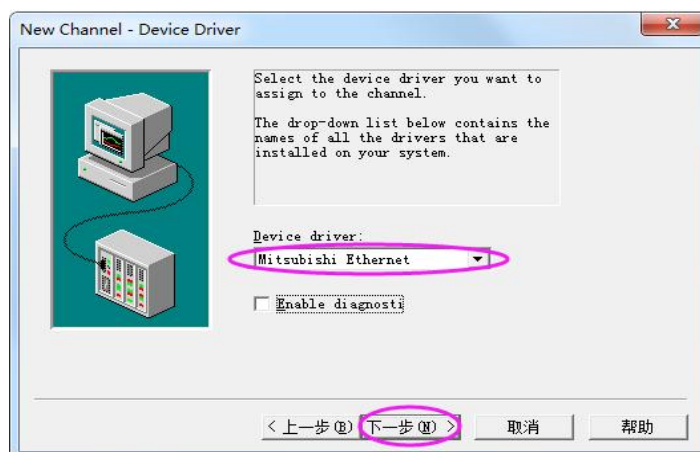 New Channel - Device Driver
Select the device driver you want to
assign to the channel.
The drop-down list below contains the
names of all the drivers that are
installed on your system.
Device driver:
Mitsubishi Ethernet
Enable diagnosti
< 上一步(B)
下一步(N) >
取消
帮助